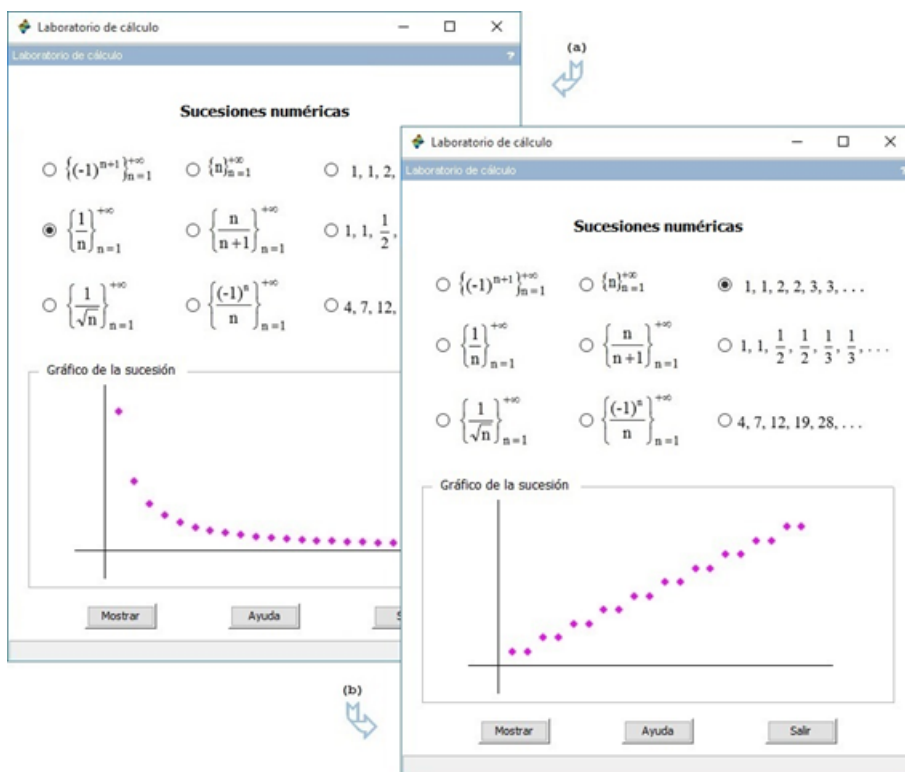 Laboratorio de cálculo
Laboratorio de cálculo ?
(a)
Sucesiones numéricas
{(-1)^{n+1}}_{n=1}^{+∞} {n}_{n=1}^{+∞} 1, 1, 2,
{1/n}_{n=1}^{+∞} {n/(n+1)}_{n=1}^{+∞} 1, 1, 1/2,
{1/√n}_{n=1}^{+∞} {(-1)^n/n}_{n=1}^{+∞} 4, 7, 12,
Gráfico de la sucesión
Mostrar Ayuda S
(b)
Laboratorio de cálculo
Laboratorio de cálculo ?
Sucesiones numéricas
{(-1)^{n+1}}_{n=1}^{+∞} {n}_{n=1}^{+∞} 1, 1, 2, 2, 3, 3, . . .
{1/n}_{n=1}^{+∞} {n/(n+1)}_{n=1}^{+∞} 1, 1, 1/2, 1/2, 1/3, 1/3, . . .
{1/√n}_{n=1}^{+∞} {(-1)^n/n}_{n=1}^{+∞} 4, 7, 12, 19, 28, . . .
Gráfico de la sucesión
Mostrar Ayuda Salir